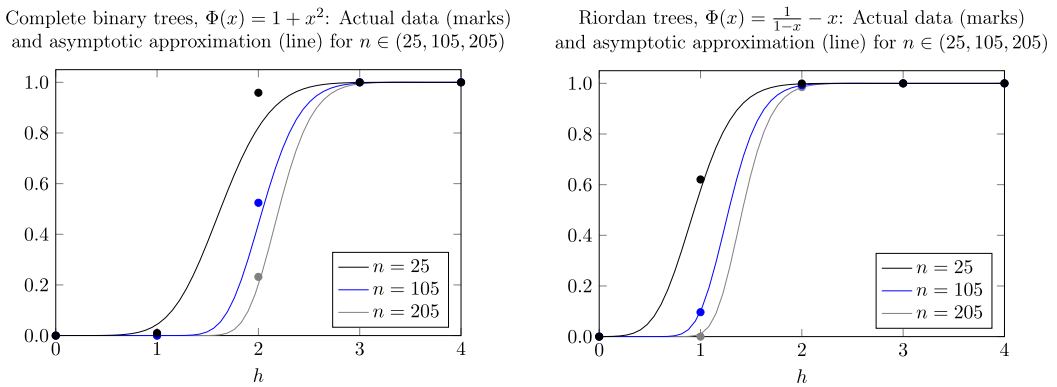 Complete binary trees, Φ(x) = 1 + x²: Actual data (marks)
and asymptotic approximation (line) for n ∈ (25, 105, 205)
1.0
0.8
0.6
0.4
0.2
0.0
0 1 2 3 4
h
n = 25
n = 105
n = 205
Riordan trees, Φ(x) = 1/(1−x) − x: Actual data (marks)
and asymptotic approximation (line) for n ∈ (25, 105, 205)
1.0
0.8
0.6
0.4
0.2
0.0
0 1 2 3 4
h
n = 25
n = 105
n = 205